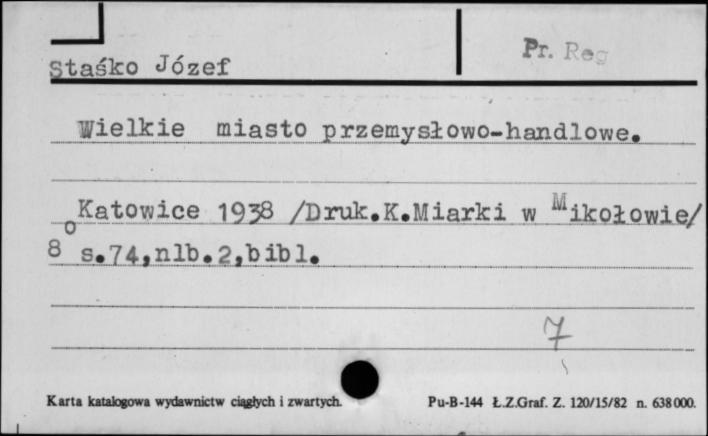 Pr. Reg
Staśko Józef
Wielkie miasto przemysłowo-handlowe.
Katowice 1938 /Druk.K.Miarki w Mikołowie/
8° s.74,nlb.2,bibl.
7
Karta katalogowa wydawnictw ciągłych i zwartych. Pu-B-144 Ł.Z.Graf. Z. 120/15/82 n. 638000.